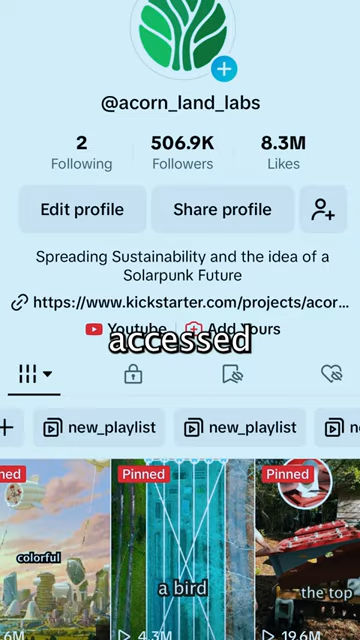 @acorn_land_labs
2 506.9K 8.3M
Following Followers Likes
Edit profile Share profile
Spreading Sustainability and the idea of a
Solarpunk Future
https://www.kickstarter.com/projects/acor...
Youtube Add Yours
accessed
new_playlist new_playlist
Pinned Pinned
colorful
a bird
the top
4.3M 19.6M